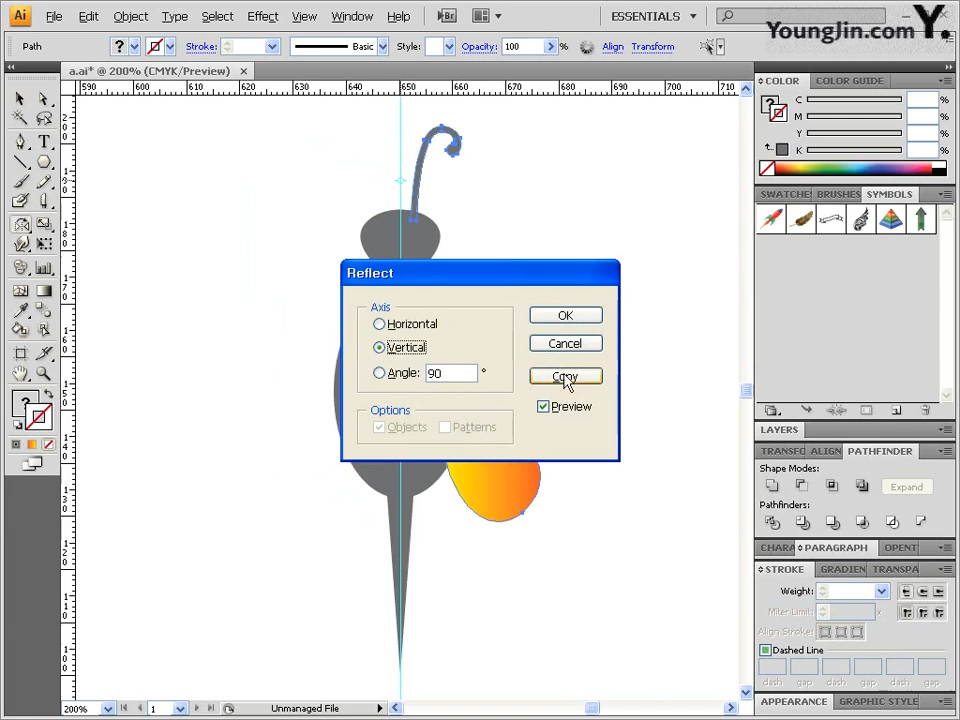 Ai File Edit Object Type Select Effect View Window Help Br ESSENTIALS
Younglin.com Y.
Path ? Stroke: Basic Style: Opacity: 100 % Align Transform
a.ai* @ 200% (CMYK/Preview)
590 600 610 620 630 640 650 660 670 680 690 700 710
COLOR COLOR GUIDE
C %
M %
Y %
K %
SWATCHE BRUSHES SYMBOLS
Reflect
Axis
Horizontal
Vertical
Angle: 90 °
OK
Cancel
Copy
Preview
Options
Objects Patterns
LAYERS
TRANSFC ALIGN PATHFINDER
Shape Modes:
Expand
Pathfinders:
CHARA PARAGRAPH OPENT
STROKE GRADIEN TRANSPA
Weight:
Miter Limit: x
Align Stroke:
Dashed Line
dash gap dash gap dash gap
APPEARANCE GRAPHIC STYLE
200% 1 Unmanaged File